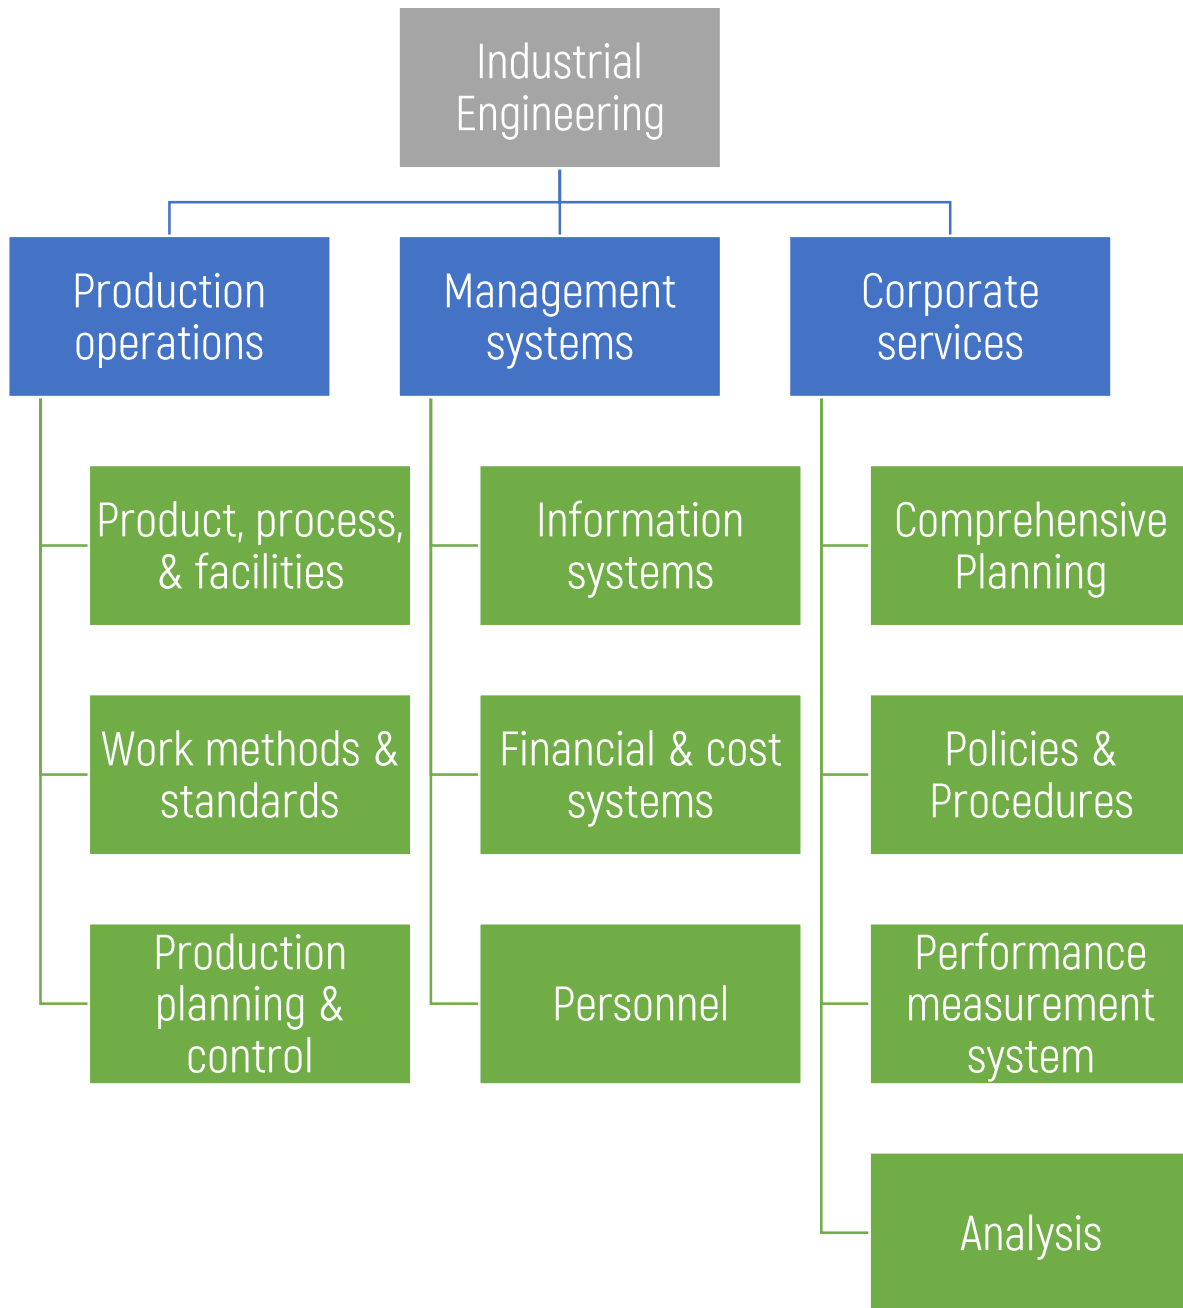 Industrial
Engineering
Production
operations
Management
systems
Corporate
services
Product, process,
& facilities
Information
systems
Comprehensive
Planning
Work methods &
standards
Financial & cost
systems
Policies &
Procedures
Production
planning &
control
Personnel
Performance
measurement
system
Analysis